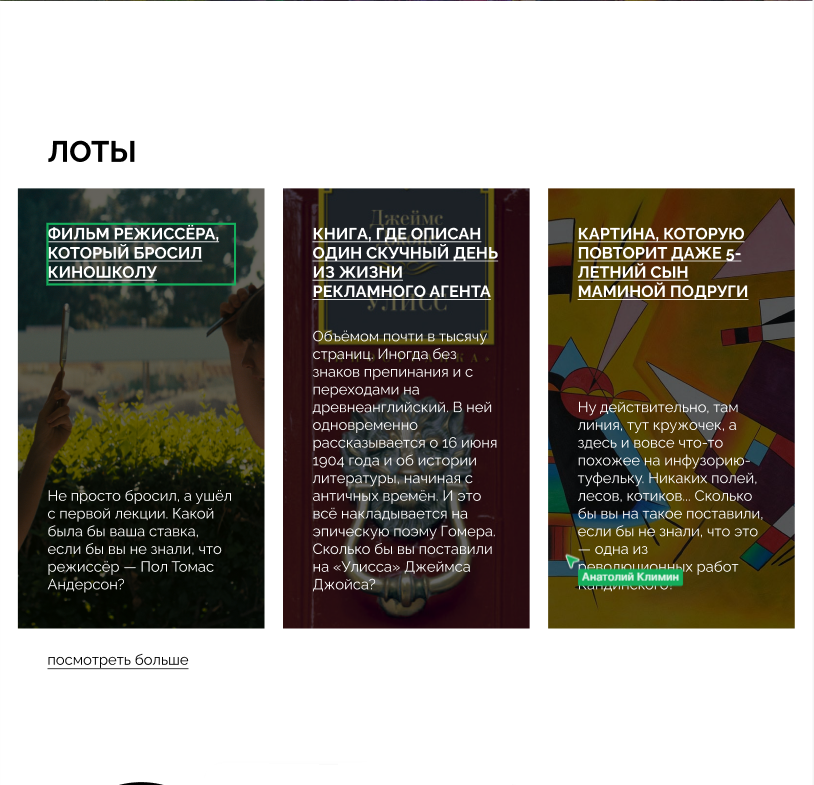 ЛОТЫ
ФИЛЬМ РЕЖИССЁРА,
КОТОРЫЙ БРОСИЛ
КИНОШКОЛУ
Не просто бросил, а ушёл
с первой лекции. Какой
была бы ваша ставка,
если бы вы не знали, что
режиссёр — Пол Томас
Андерсон?
Джеймс
УЛИСС
КНИГА, ГДЕ ОПИСАН
ОДИН СКУЧНЫЙ ДЕНЬ
ИЗ ЖИЗНИ
РЕКЛАМНОГО АГЕНТА
Объёмом почти в тысячу
страниц. Иногда без
знаков препинания и с
переходами на
древнеанглийский. В ней
одновременно
рассказывается о 16 июня
1904 года и об истории
литературы, начиная с
античных времён. И это
всё накладывается на
эпическую поэму Гомера.
Сколько бы вы поставили
на «Улисса» Джеймса
Джойса?
КАРТИНА, КОТОРУЮ
ПОВТОРИТ ДАЖЕ 5-
ЛЕТНИЙ СЫН
МАМИНОЙ ПОДРУГИ
Ну действительно, там
линия, тут кружочек, а
здесь и вовсе что-то
похожее на инфузорию-
туфельку. Никаких полей,
лесов, котиков... Сколько
бы вы на такое поставили,
если бы не знали, что это
— одна из
революционных работ
Кандинского?
Анатолий Климин
посмотреть больше